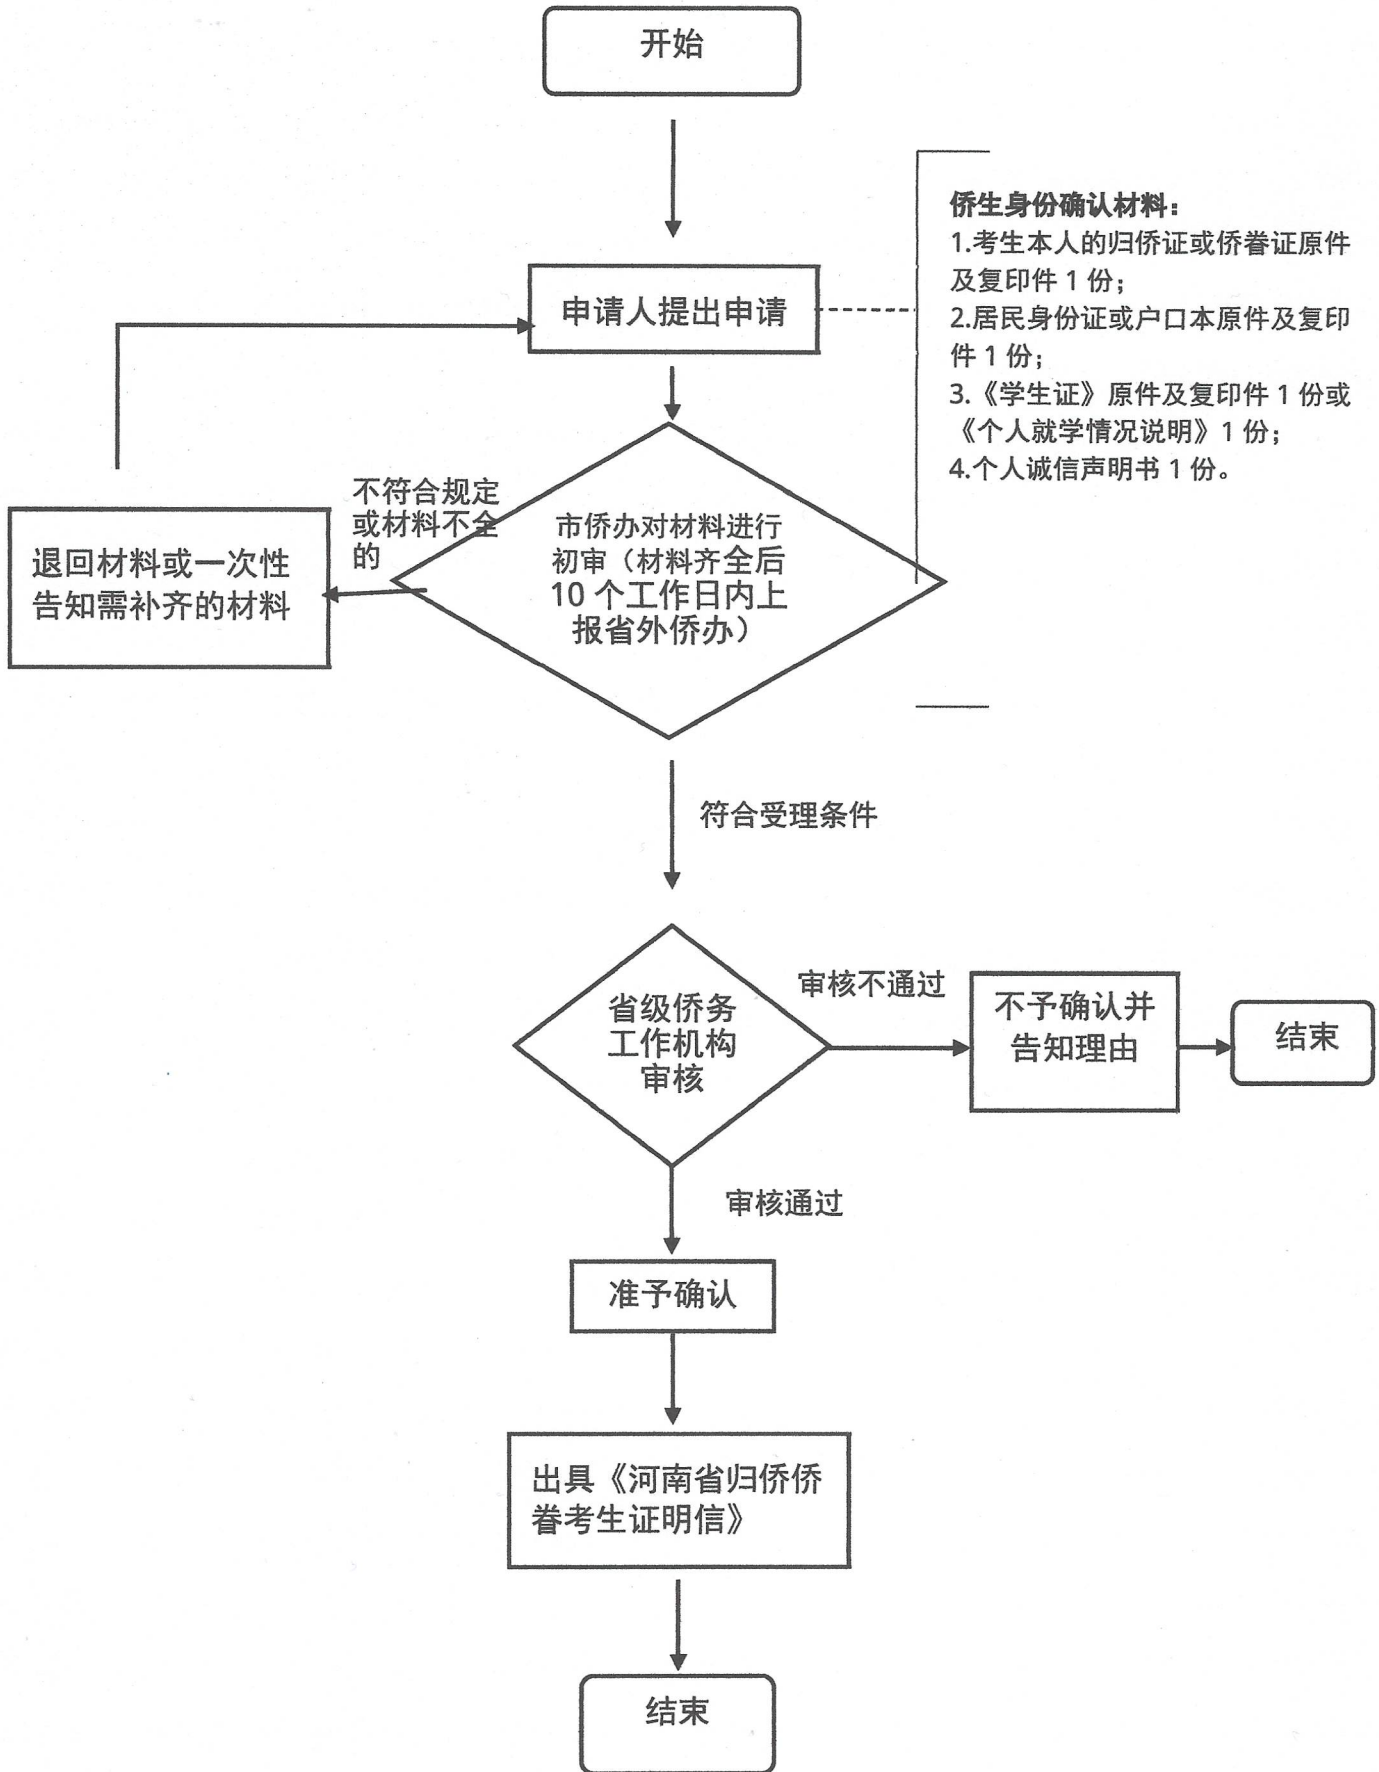 开始
侨生身份确认材料：
1.考生本人的归侨证或侨眷证原件
及复印件 1 份；
2.居民身份证或户口本原件及复印
件 1 份；
3.《学生证》原件及复印件 1 份或
《个人就学情况说明》1 份；
4.个人诚信声明书 1 份。
申请人提出申请
不符合规定
或材料不全
的
市侨办对材料进行
初审（材料齐全后
10 个工作日内上
报省外侨办）
退回材料或一次性
告知需补齐的材料
符合受理条件
省级侨务
工作机构
审核
审核不通过
不予确认并
告知理由
结束
审核通过
准予确认
出具《河南省归侨侨
眷考生证明信》
结束